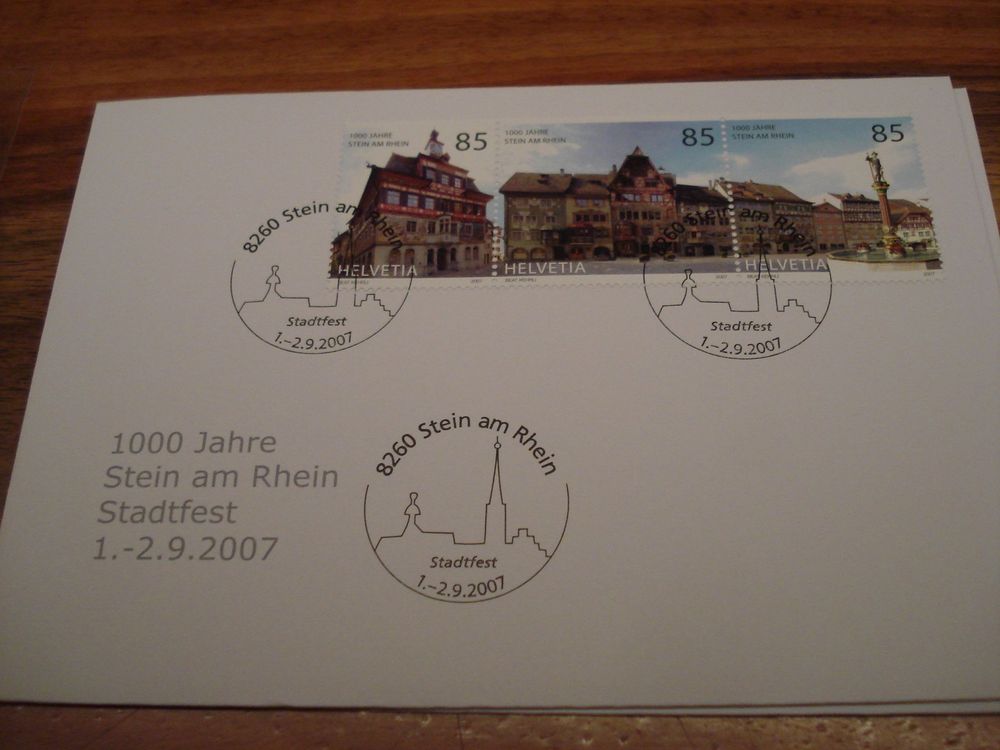 1000 JAHRE
STEIN AM RHEIN
85
HELVETIA
2007
1000 JAHRE
STEIN AM RHEIN
85
HELVETIA
2007
1000 JAHRE
STEIN AM RHEIN
85
HELVETIA
2007
8260 Stein am Rhein
Stadtfest
1.–2.9.2007
8260 Stein am Rhein
Stadtfest
1.–2.9.2007
1000 Jahre
Stein am Rhein
Stadtfest
1.-2.9.2007
8260 Stein am Rhein
Stadtfest
1.–2.9.2007